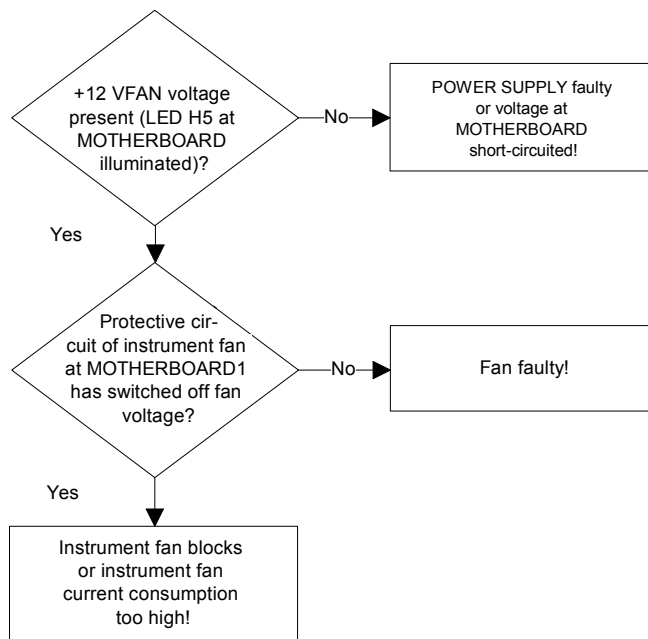 +12 VFAN voltage
present (LED H5 at
MOTHERBOARD
illuminated)?
No
POWER SUPPLY faulty
or voltage at
MOTHERBOARD
short-circuited!
Yes
Protective cir-
cuit of instrument fan
at MOTHERBOARD1
has switched off fan
voltage?
No
Fan faulty!
Yes
Instrument fan blocks
or instrument fan
current consumption
too high!